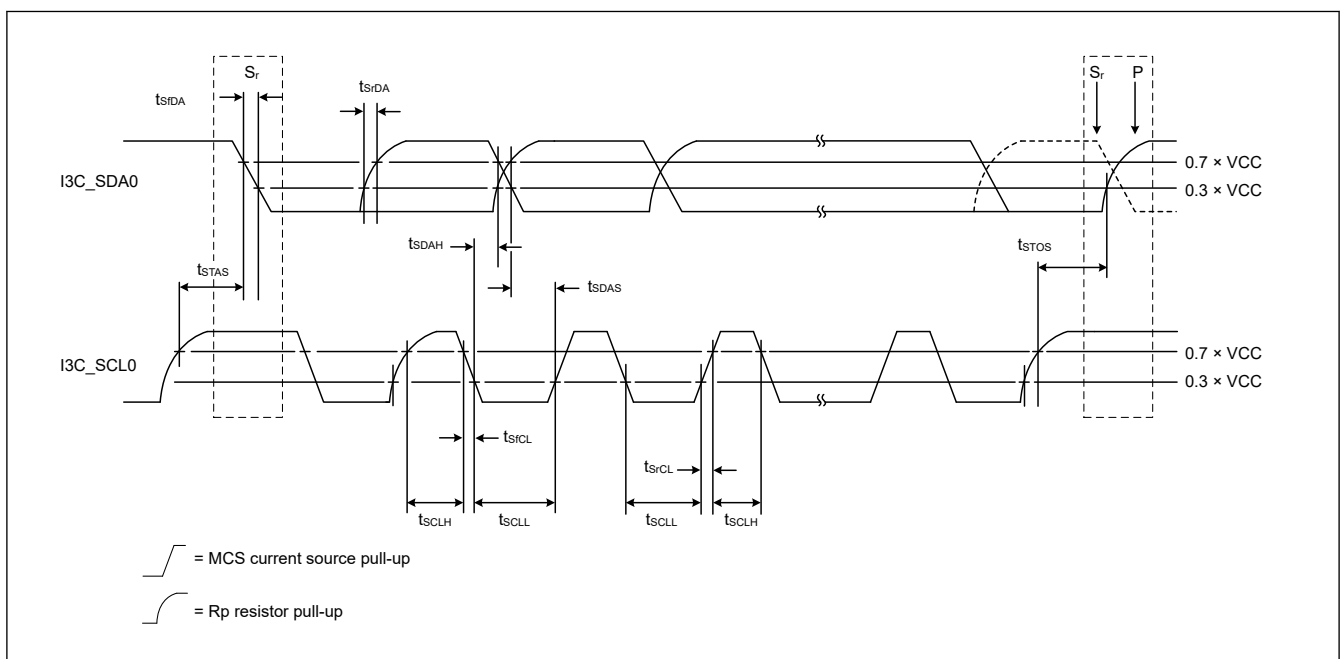 Sr
Sr P
tSfDA
tSrDA
0.7 × VCC
I3C_SDA0
0.3 × VCC
tSDAH
tSTOS
tSTAS
tSDAS
0.7 × VCC
I3C_SCL0
0.3 × VCC
tSfCL
tSrCL
tSCLH tSCLL tSCLL tSCLH
= MCS current source pull-up
= Rp resistor pull-up